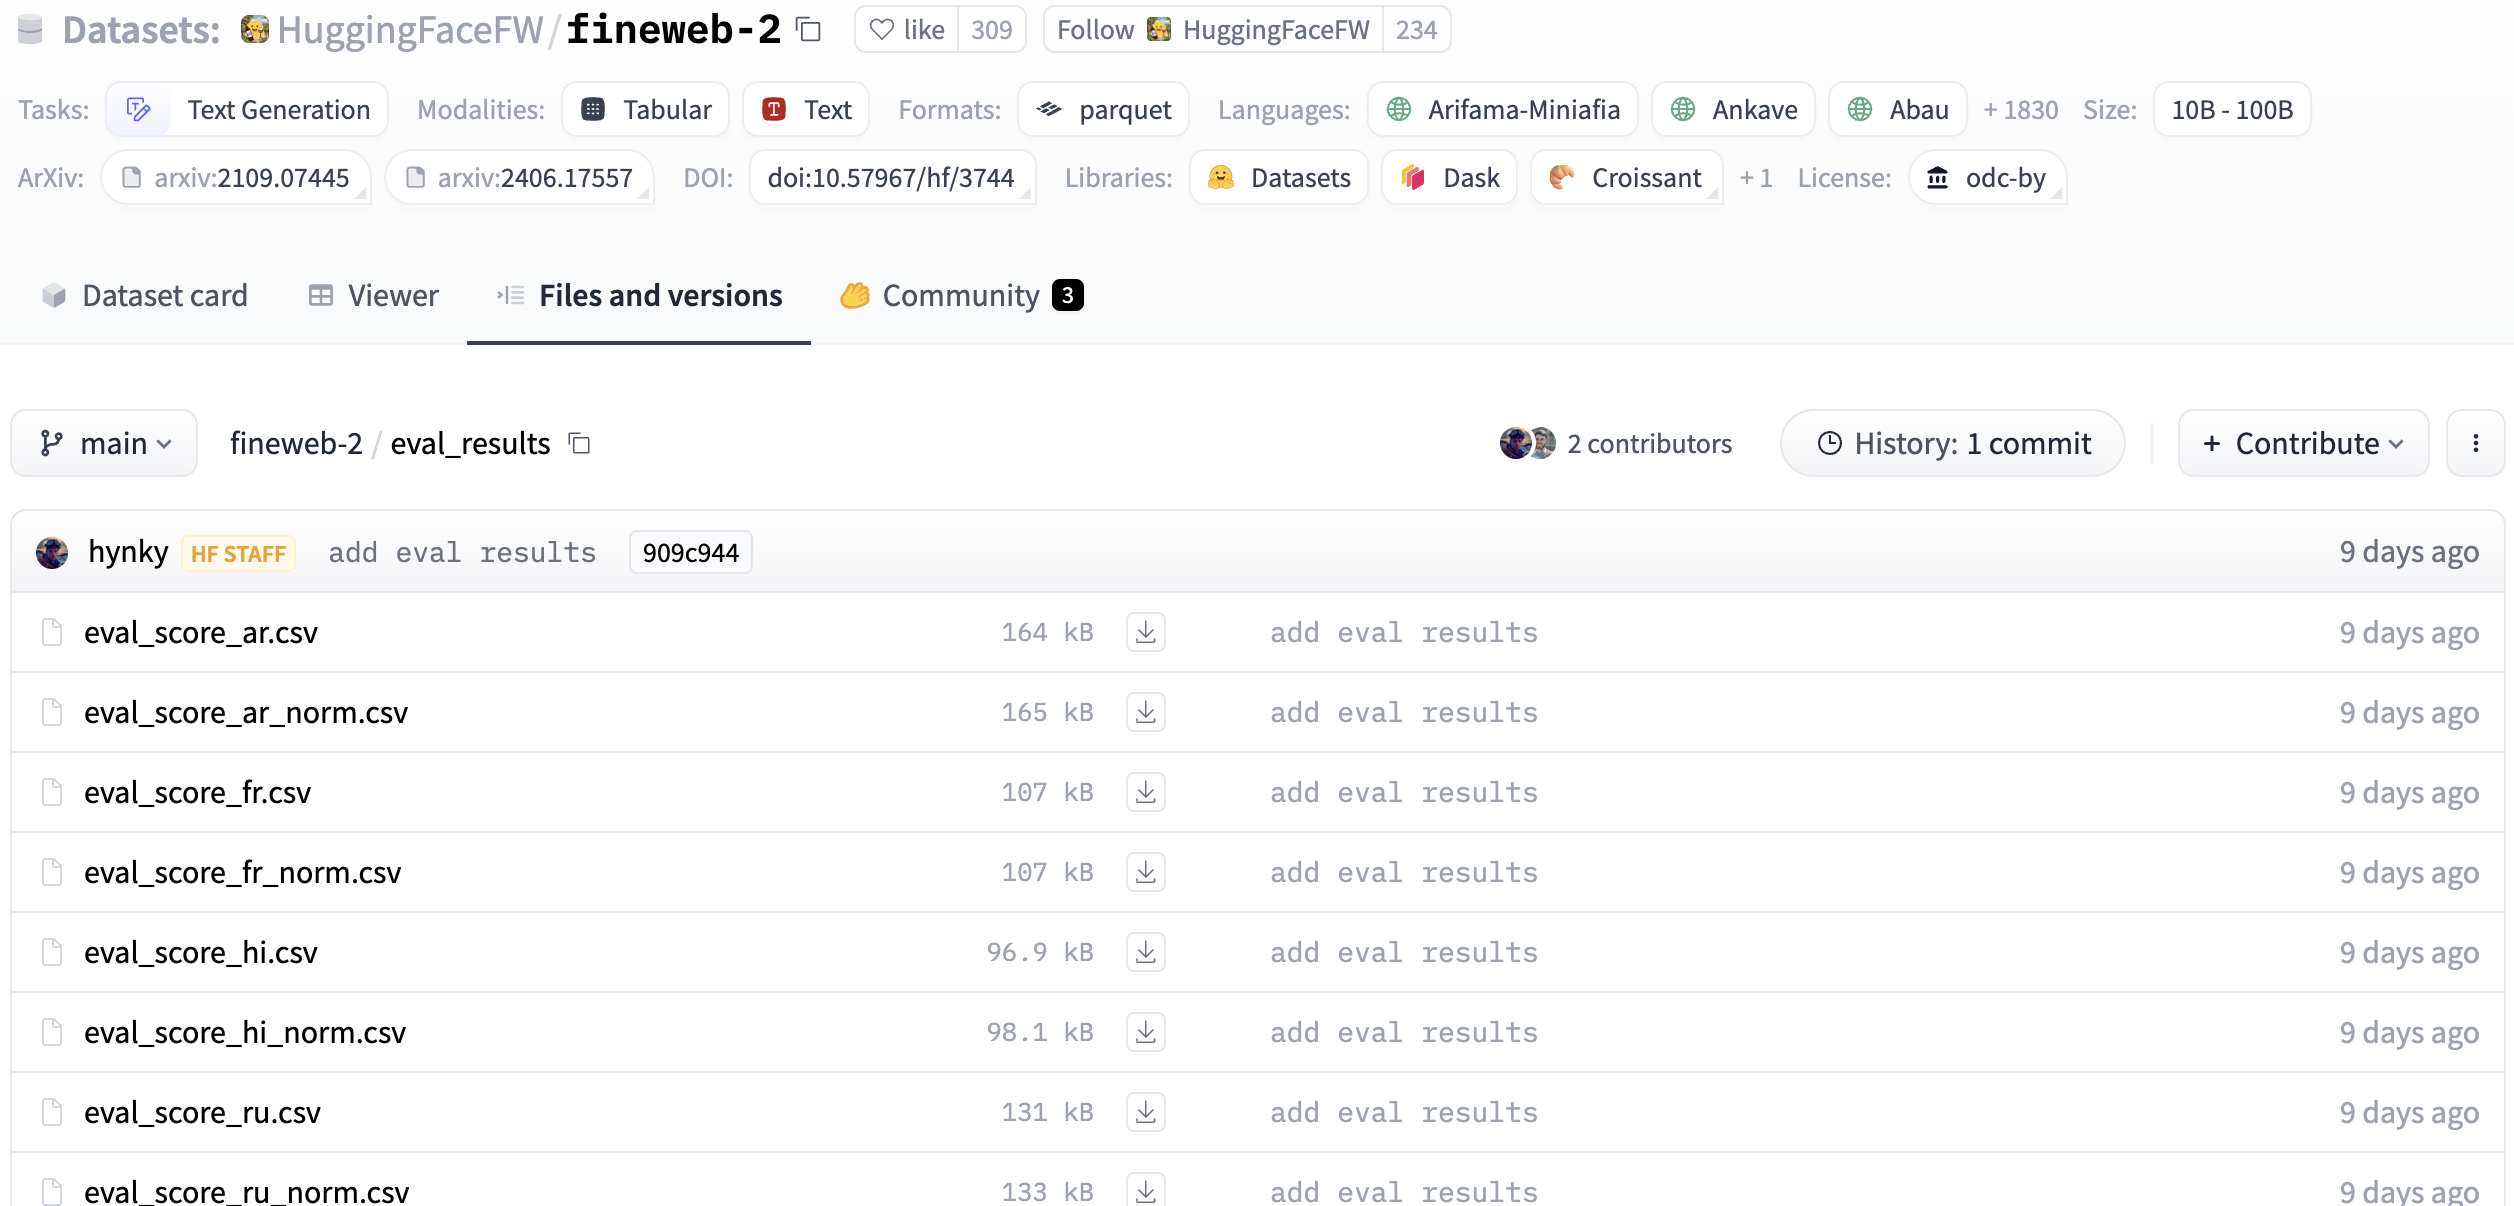 Datasets: HuggingFaceFW/fineweb-2 like 309 Follow HuggingFaceFW 234
Tasks: Text Generation Modalities: Tabular Text Formats: parquet Languages: Arifama-Miniafia Ankave Abau + 1830 Size: 10B - 100B
ArXiv: arxiv:2109.07445 arxiv:2406.17557 DOI: doi:10.57967/hf/3744 Libraries: Datasets Dask Croissant + 1 License: odc-by
Dataset card Viewer Files and versions Community 3
main fineweb-2 / eval_results 2 contributors History: 1 commit + Contribute
hynky HF STAFF add eval results 909c944 9 days ago
eval_score_ar.csv 164 kB add eval results 9 days ago
eval_score_ar_norm.csv 165 kB add eval results 9 days ago
eval_score_fr.csv 107 kB add eval results 9 days ago
eval_score_fr_norm.csv 107 kB add eval results 9 days ago
eval_score_hi.csv 96.9 kB add eval results 9 days ago
eval_score_hi_norm.csv 98.1 kB add eval results 9 days ago
eval_score_ru.csv 131 kB add eval results 9 days ago
eval_score_ru_norm.csv 133 kB add eval results 9 days ago